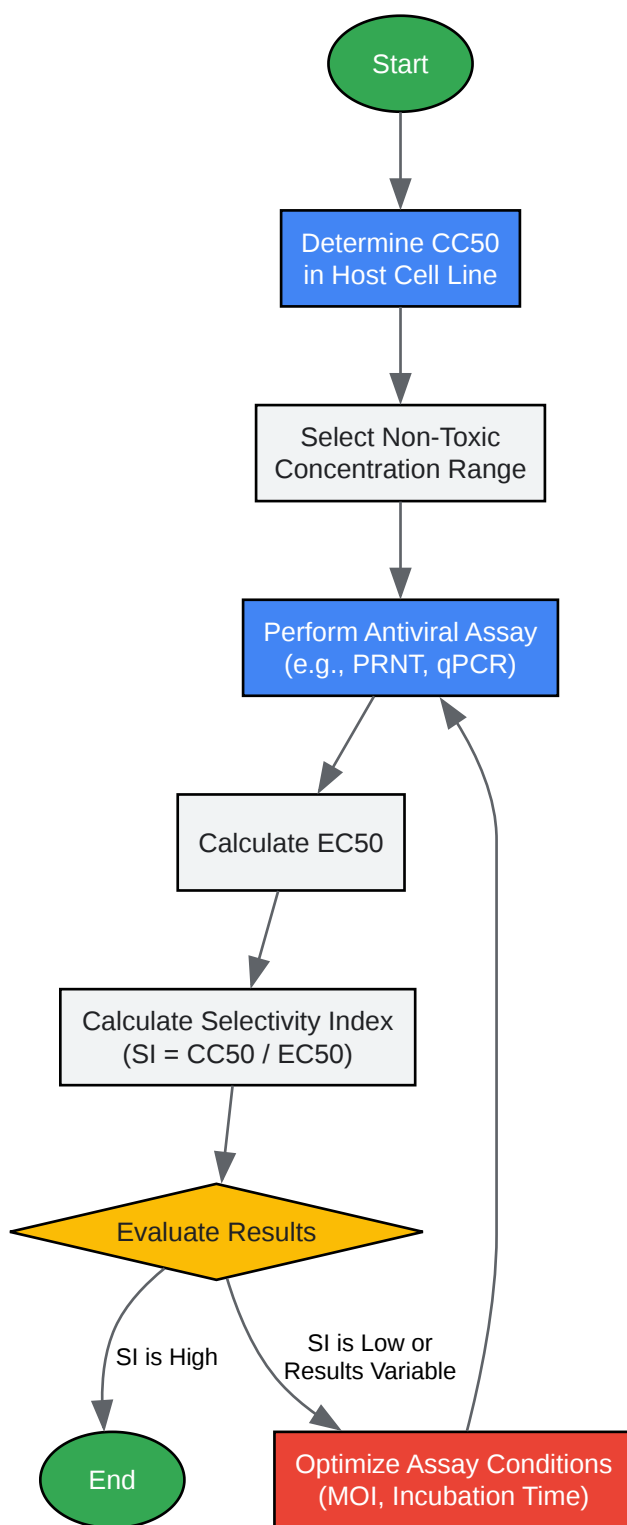 Start
Determine CC50
in Host Cell Line
Select Non-Toxic
Concentration Range
Perform Antiviral Assay
(e.g., PRNT, qPCR)
Calculate EC50
Calculate Selectivity Index
(SI = CC50 / EC50)
Evaluate Results
SI is High
SI is Low or
Results Variable
End
Optimize Assay Conditions
(MOI, Incubation Time)